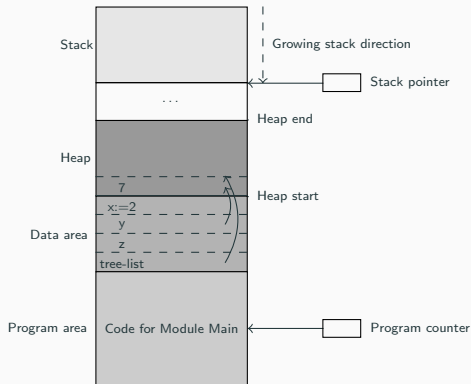 Stack
Growing stack direction
Stack pointer
...
Heap end
Heap
7
Heap start
x:=2
y
Data area
z
tree-list
Program area
Code for Module Main
Program counter